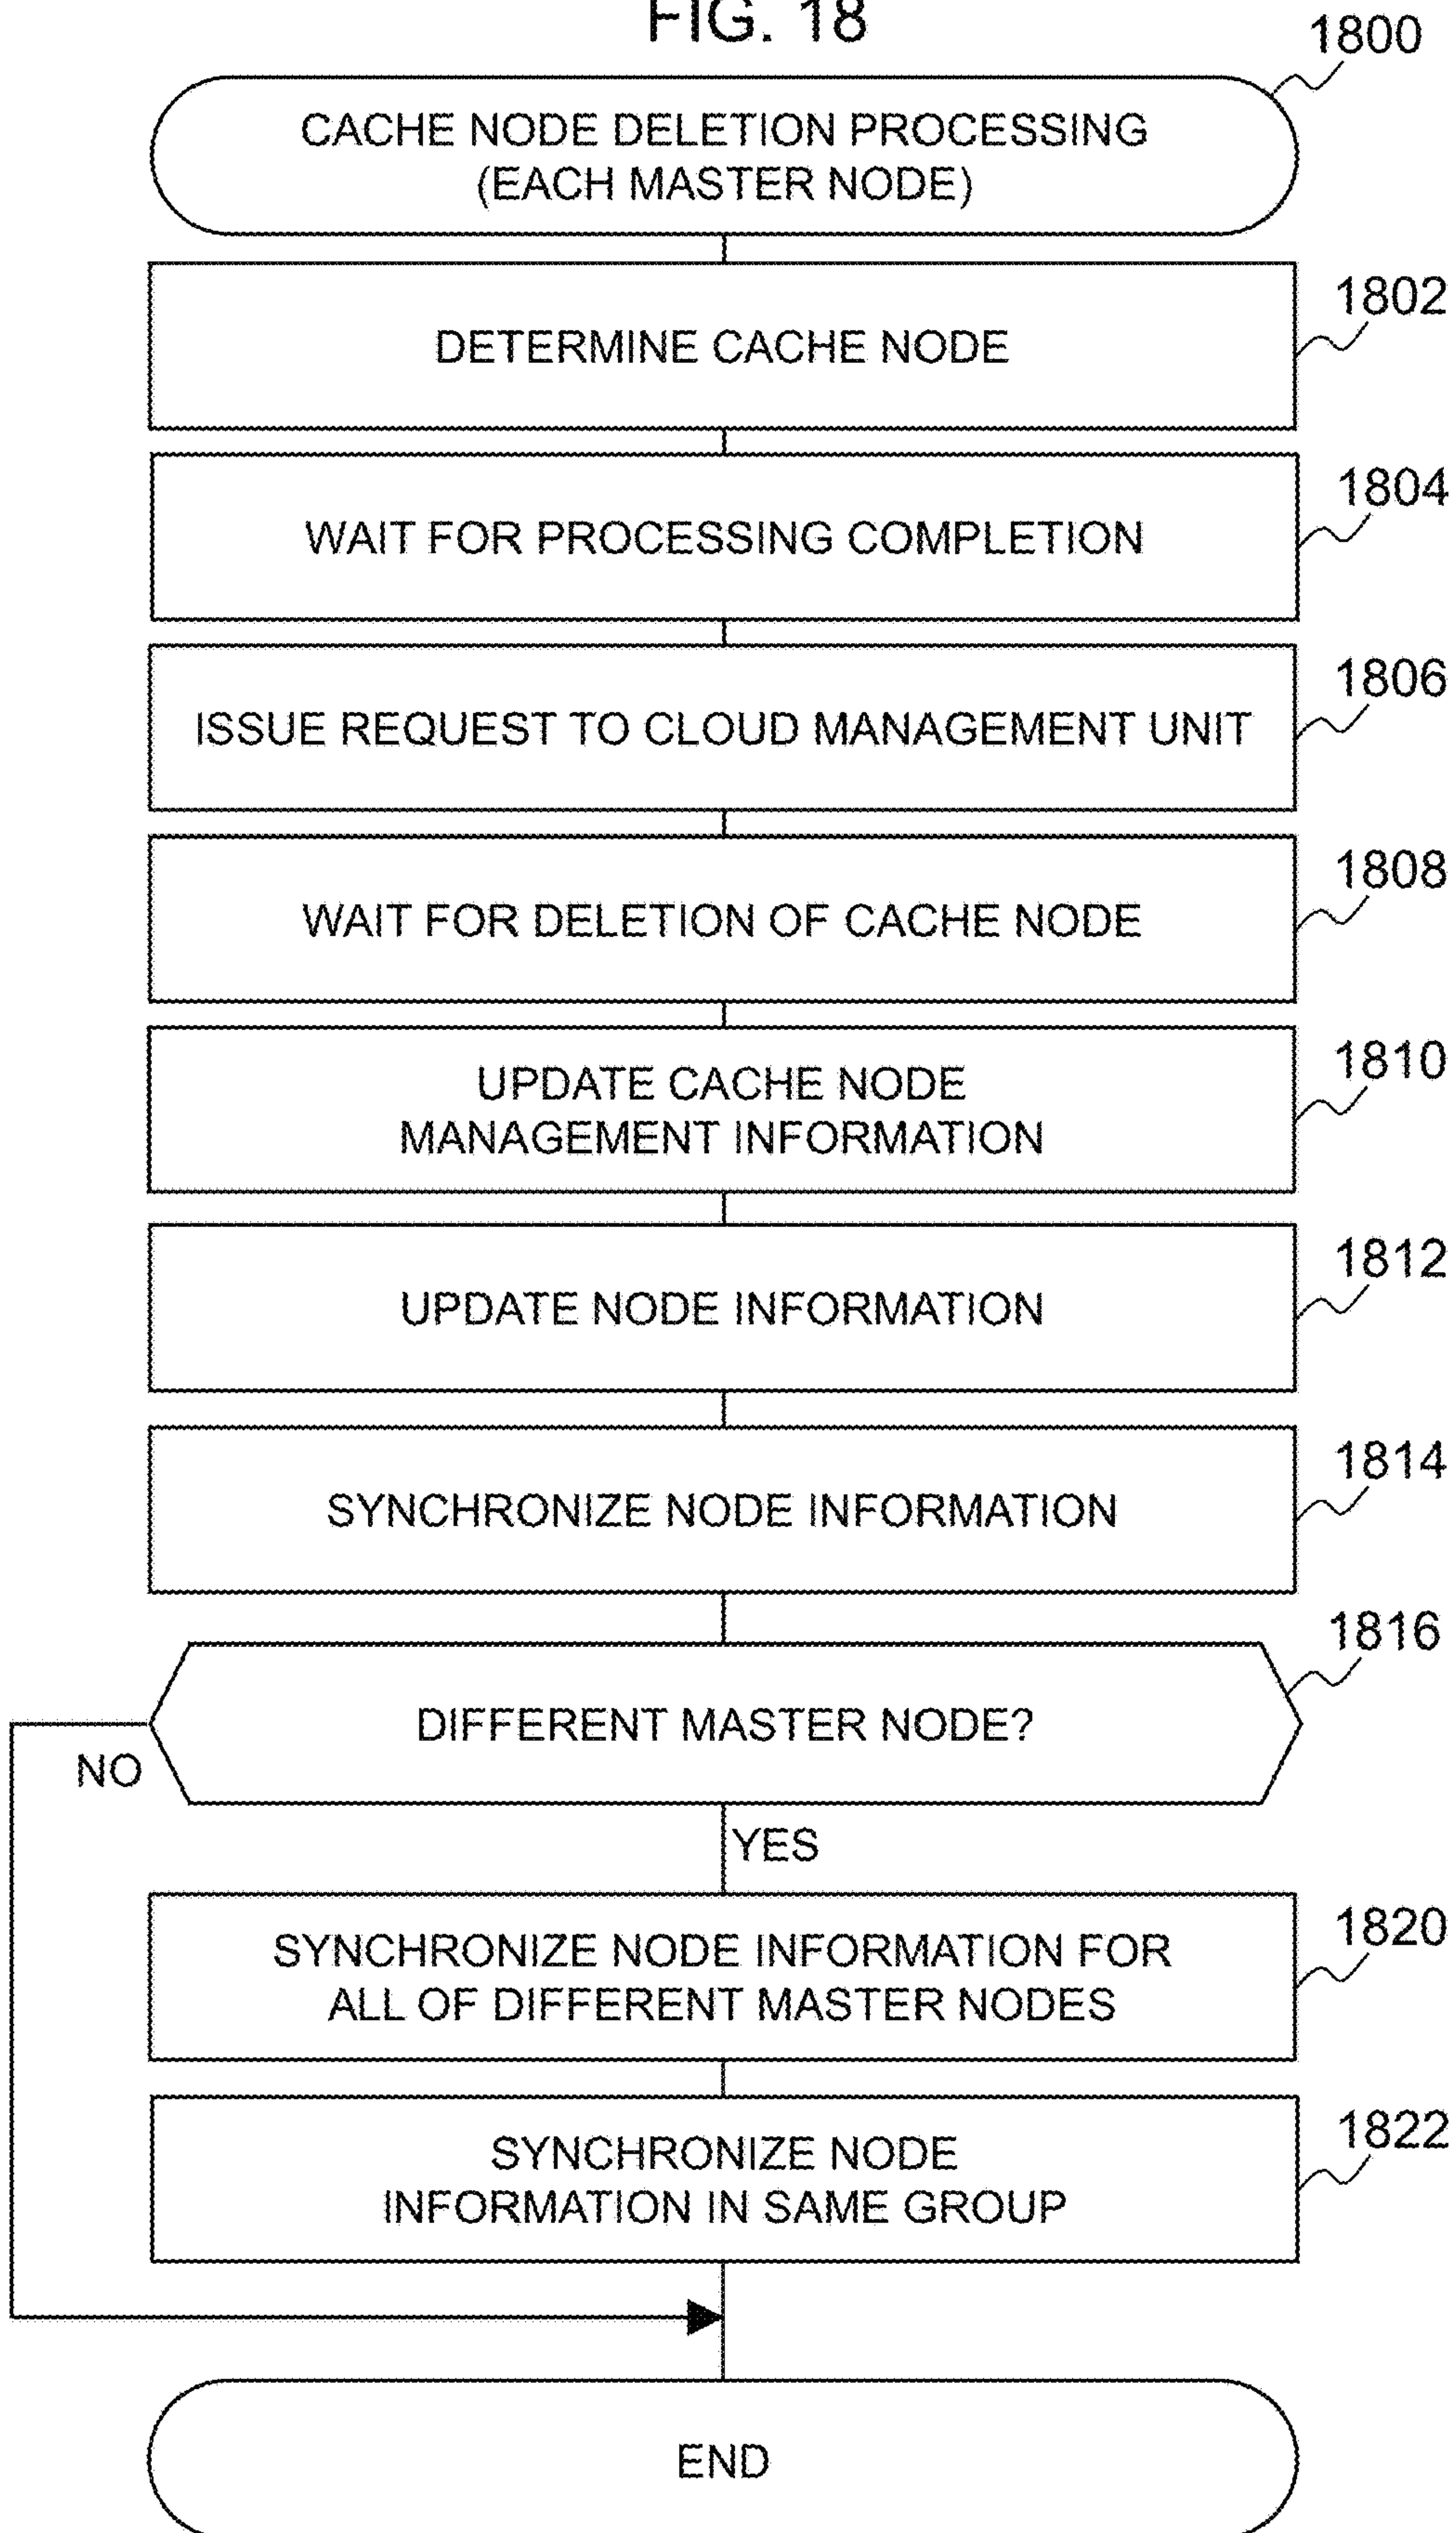 FIG. 18
1800
CACHE NODE DELETION PROCESSING
(EACH MASTER NODE)
1802
DETERMINE CACHE NODE
1804
WAIT FOR PROCESSING COMPLETION
1806
ISSUE REQUEST TO CLOUD MANAGEMENT UNIT
1808
WAIT FOR DELETION OF CACHE NODE
1810
UPDATE CACHE NODE
MANAGEMENT INFORMATION
1812
UPDATE NODE INFORMATION
1814
SYNCHRONIZE NODE INFORMATION
1816
DIFFERENT MASTER NODE?
NO
YES
1820
SYNCHRONIZE NODE INFORMATION FOR
ALL OF DIFFERENT MASTER NODES
1822
SYNCHRONIZE NODE
INFORMATION IN SAME GROUP
END